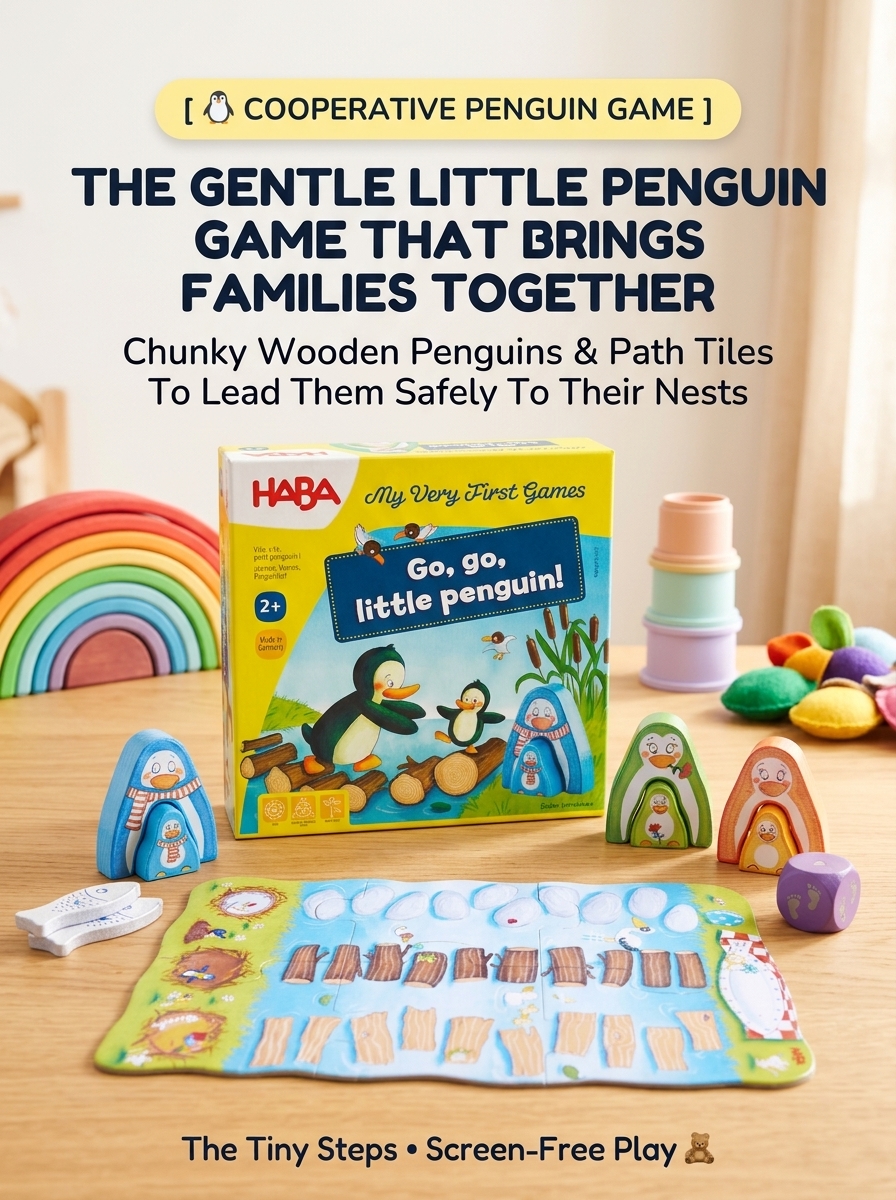 [ 🐧 COOPERATIVE PENGUIN GAME ]
THE GENTLE LITTLE PENGUIN
GAME THAT BRINGS
FAMILIES TOGETHER
Chunky Wooden Penguins & Path Tiles
To Lead Them Safely To Their Nests
HABA
My Very First Games
Go, go,
little penguin!
2+
The Tiny Steps • Screen-Free Play 🧸